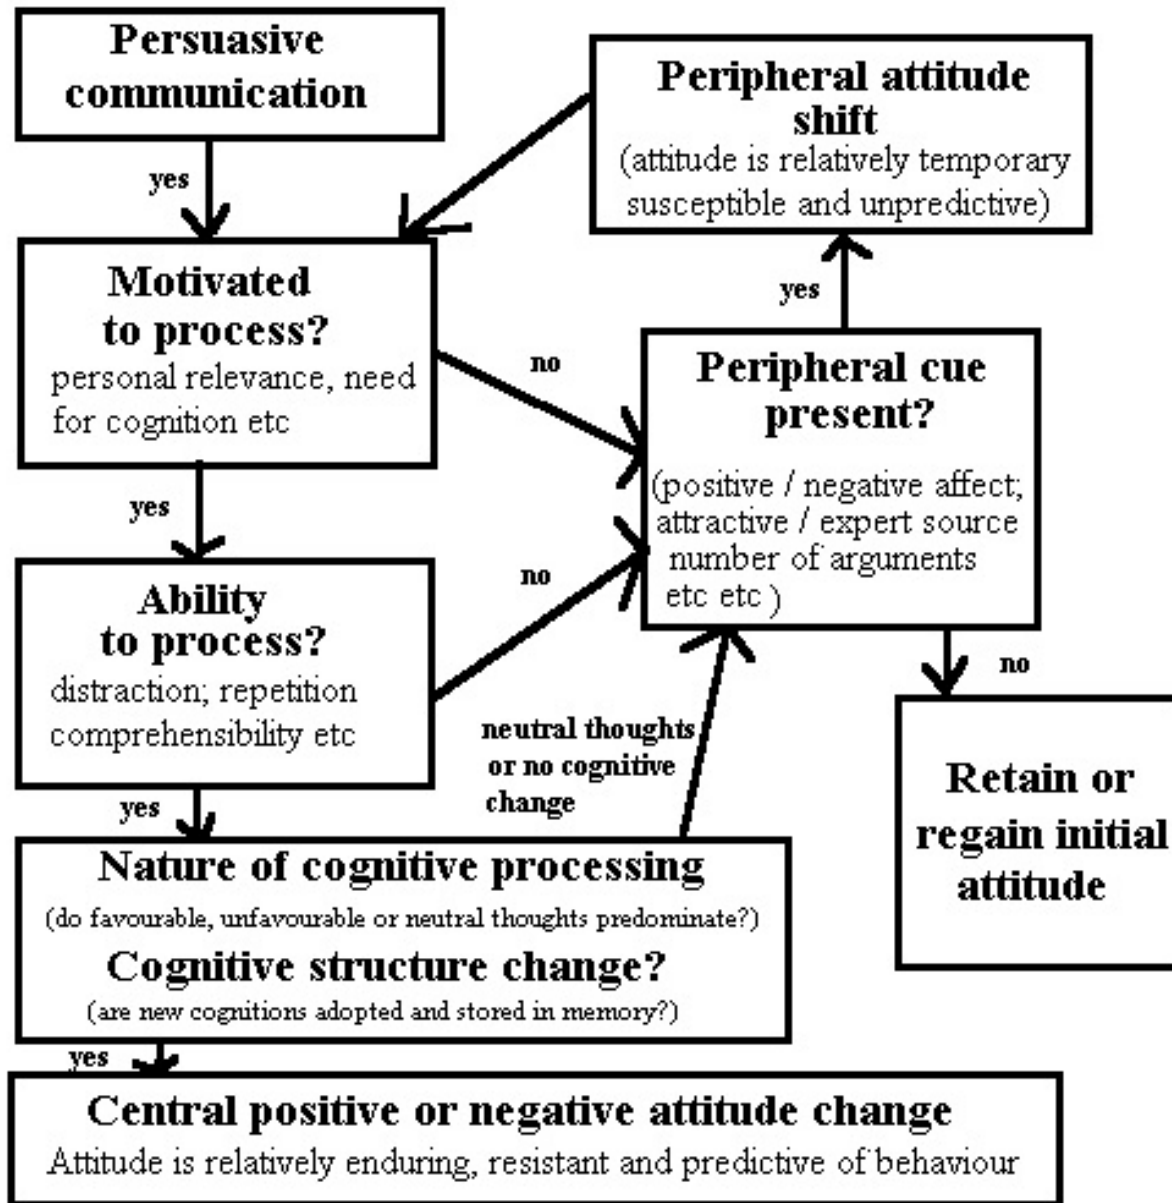 Persuasive
communication
yes
Motivated
to process?
personal relevance, need
for cognition etc
yes
Ability
to process?
distraction; repetition
comprehensibility etc
yes
Nature of cognitive processing
(do favourable, unfavourable or neutral thoughts predominate?)
Cognitive structure change?
(are new cognitions adopted and stored in memory?)
yes
Central positive or negative attitude change
Attitude is relatively enduring, resistant and predictive of behaviour
no
no
neutral thoughts
or no cognitive
change
Peripheral cue
present?
(positive / negative affect;
attractive / expert source
number of arguments
etc etc )
yes
Peripheral attitude
shift
(attitude is relatively temporary
susceptible and unpredictive)
no
Retain or
regain initial
attitude